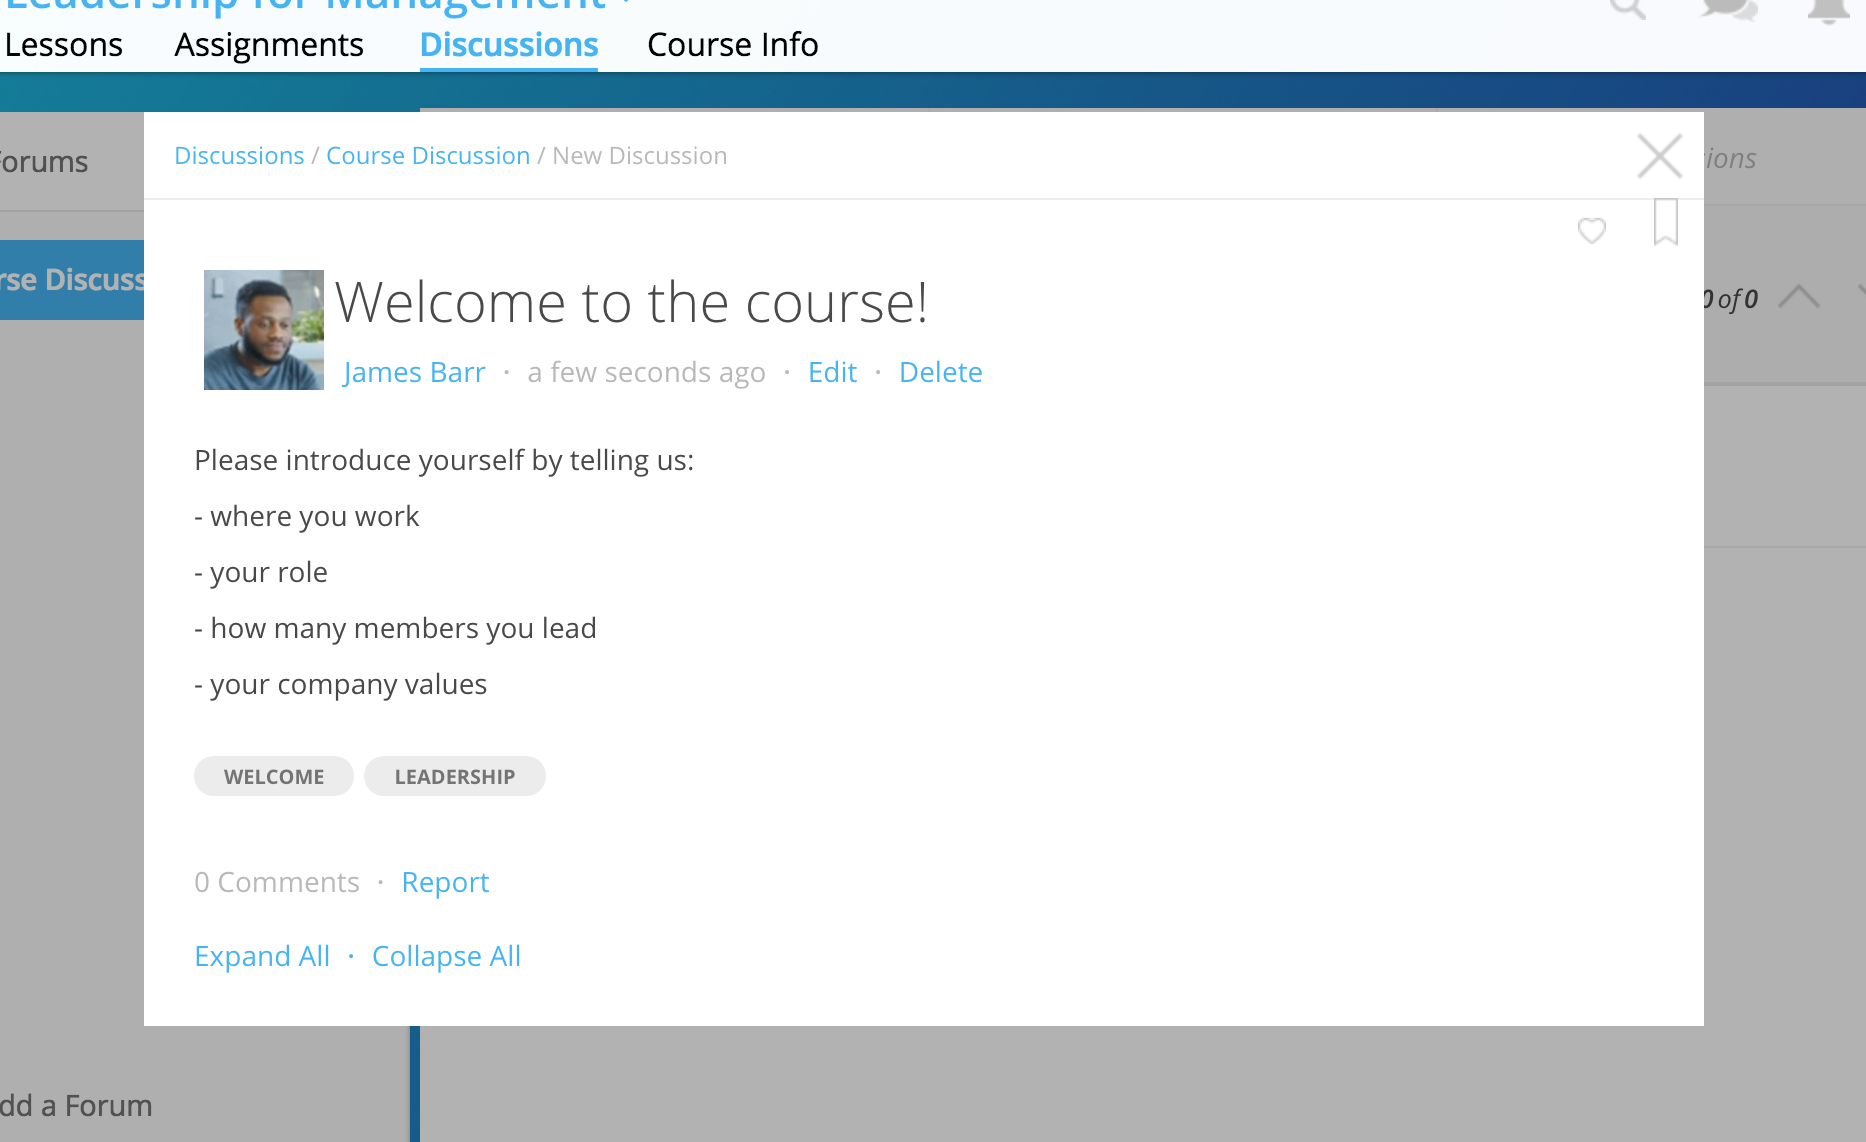 Leadership for Management
Lessons Assignments Discussions Course Info
Discussions / Course Discussion / New Discussion
Welcome to the course!
James Barr · a few seconds ago · Edit · Delete
Please introduce yourself by telling us:
- where you work
- your role
- how many members you lead
- your company values
WELCOME LEADERSHIP
0 Comments · Report
Expand All · Collapse All
orums
rse Discuss
dd a Forum
ions
0 of 0